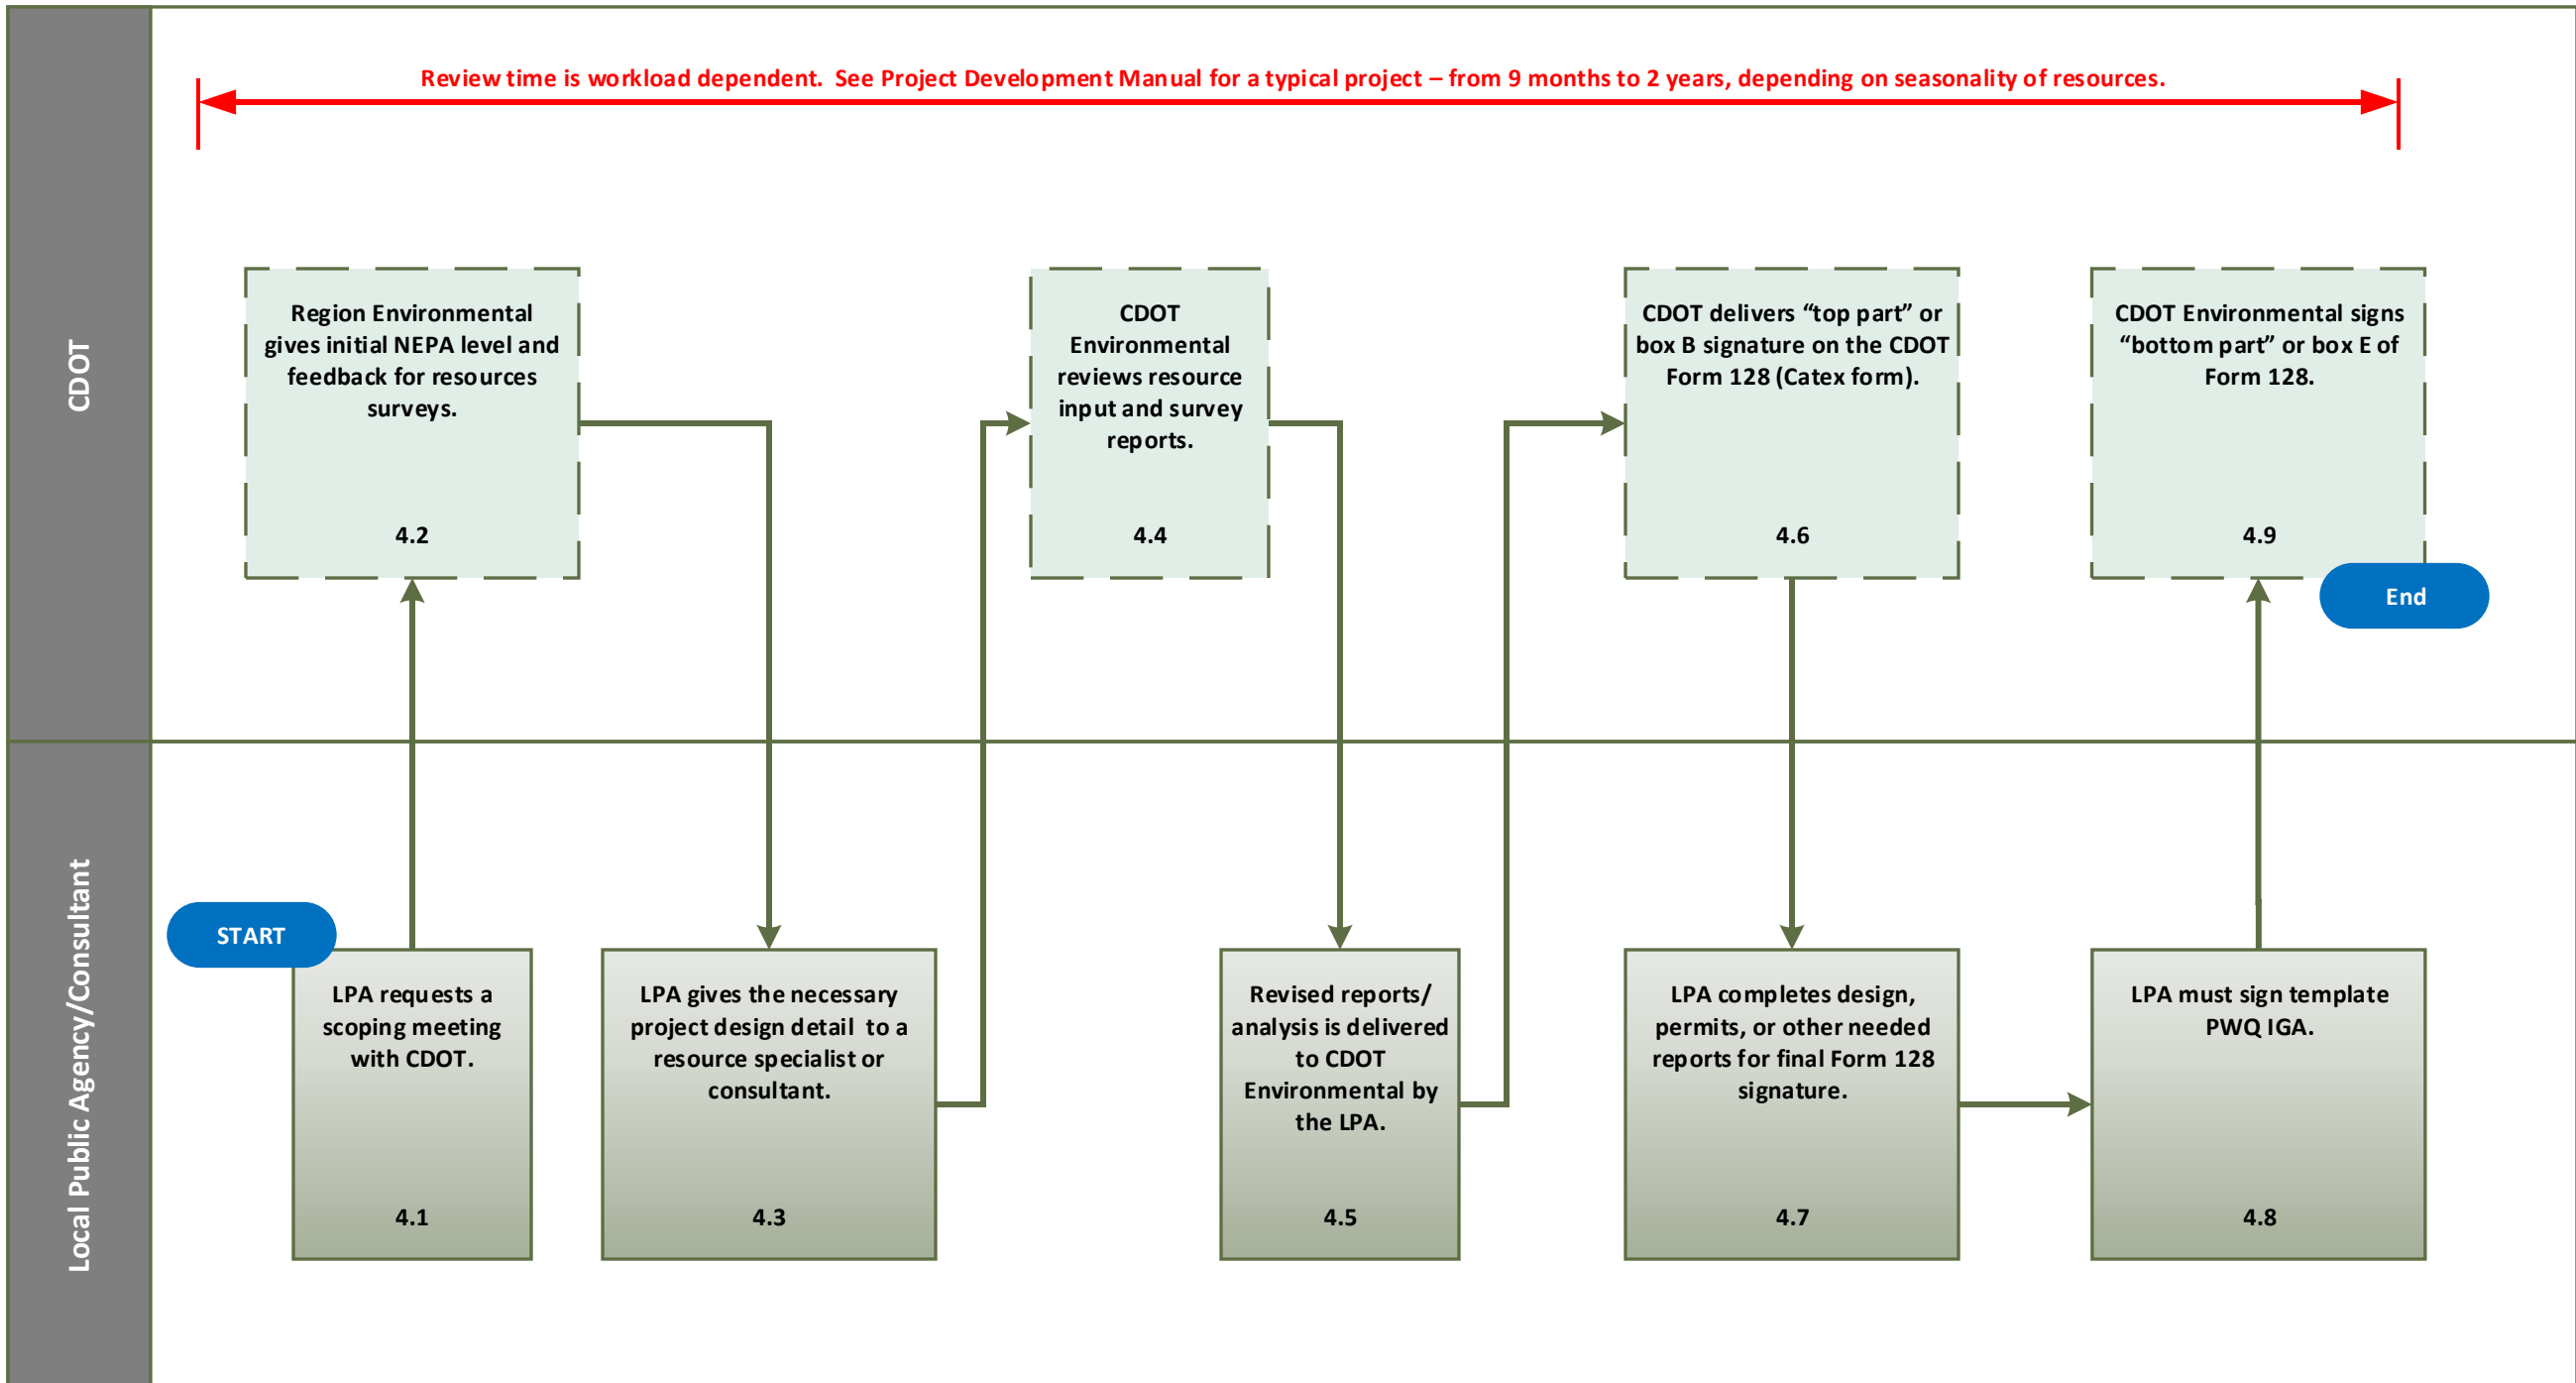 Review time is workload dependent.  See Project Development Manual for a typical project – from 9 months to 2 years, depending on seasonality of resources.
CDOT
Region Environmental
gives initial NEPA level and
feedback for resources
surveys.
4.2
CDOT
Environmental
reviews resource
input and survey
reports.
4.4
CDOT delivers “top part” or
box B signature on the CDOT
Form 128 (Catex form).
4.6
CDOT Environmental signs
“bottom part” or box E of
Form 128.
4.9
End
Local Public Agency/Consultant
START
LPA requests a
scoping meeting
with CDOT.
4.1
LPA gives the necessary
project design detail  to a
resource specialist or
consultant.
4.3
Revised reports/
analysis is delivered
to CDOT
Environmental by
the LPA.
4.5
LPA completes design,
permits, or other needed
reports for final Form 128
signature.
4.7
LPA must sign template
PWQ IGA.
4.8